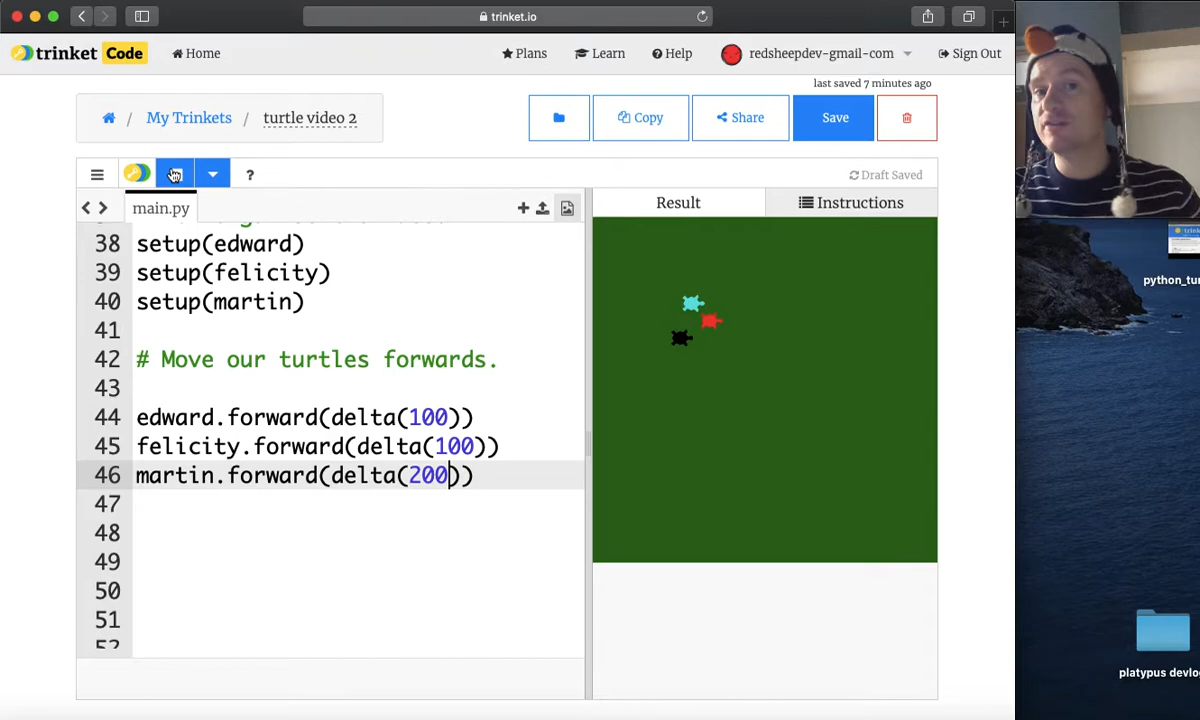 trinket.io
trinket Code Home Plans Learn Help redsheepdev-gmail-com Sign Out
last saved 7 minutes ago
/ My Trinkets / turtle video 2 Copy Share Save
? Draft Saved
main.py Result Instructions
38 setup(edward)
39 setup(felicity)
40 setup(martin)
41
42 # Move our turtles forwards.
43
44 edward.forward(delta(100))
45 felicity.forward(delta(100))
46 martin.forward(delta(200))
47
48
49
50
51
52
python_tu
platypus devlo